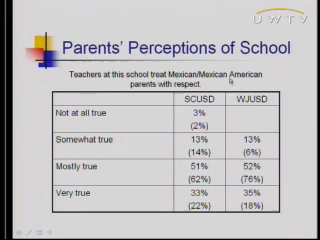 UWTV
Parents' Perceptions of School
Teachers at this school treat Mexican/Mexican American
parents with respect.
SCUSD WJUSD
Not at all true 3%
(2%)
Somewhat true 13% 13%
(14%) (6%)
Mostly true 51% 52%
(62%) (76%)
Very true 33% 35%
(22%) (18%)